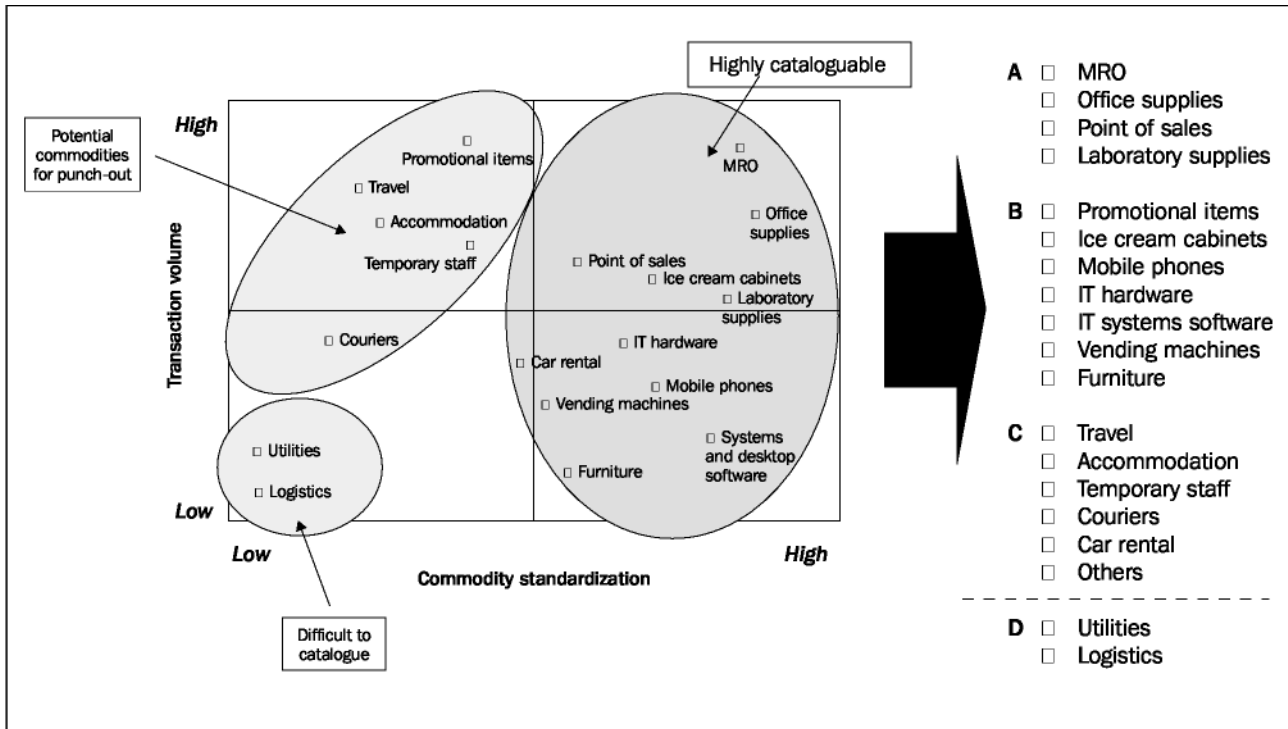 Highly cataloguable
Potential
commodities
for punch-out
High
Promotional items
MRO
Travel
Accommodation
Office
supplies
Temporary staff
Point of sales
Ice cream cabinets
Laboratory
supplies
Transaction volume
Couriers
IT hardware
Car rental
Mobile phones
Vending machines
Systems
and desktop
software
Utilities
Furniture
Logistics
Low
Low
High
Commodity standardization
Difficult to
catalogue
A MRO
Office supplies
Point of sales
Laboratory supplies
B Promotional items
Ice cream cabinets
Mobile phones
IT hardware
IT systems software
Vending machines
Furniture
C Travel
Accommodation
Temporary staff
Couriers
Car rental
Others
D Utilities
Logistics